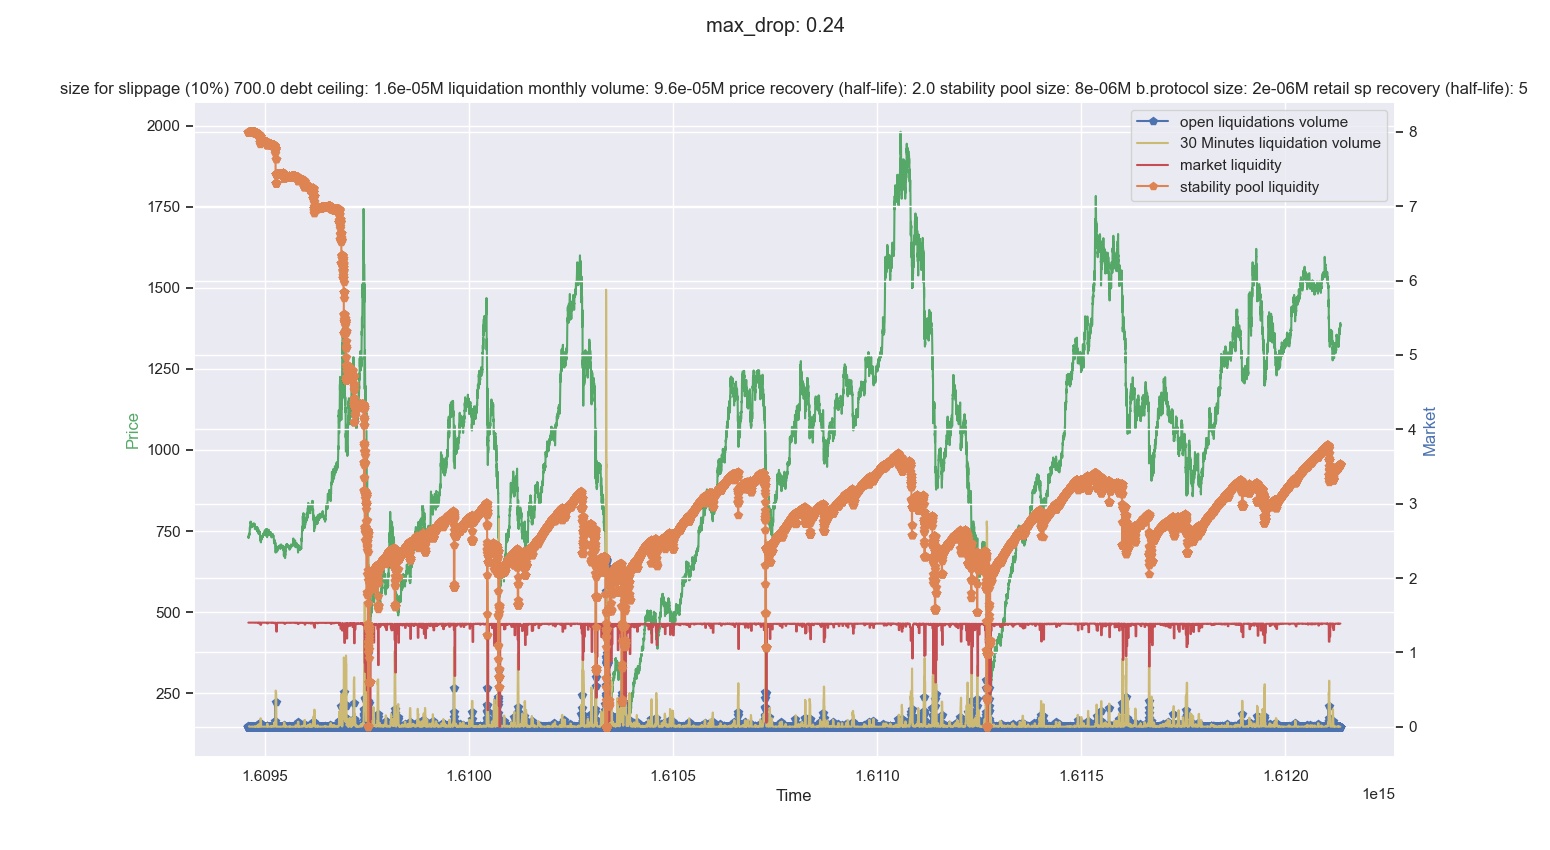 max_drop: 0.24
size for slippage (10%) 700.0 debt ceiling: 1.6e-05M liquidation monthly volume: 9.6e-05M price recovery (half-life): 2.0 stability pool size: 8e-06M b.protocol size: 2e-06M retail sp recovery (half-life): 5
open liquidations volume
30 Minutes liquidation volume
market liquidity
stability pool liquidity
2000
1750
1500
1250
1000
750
500
250
Price
8
7
6
5
4
3
2
1
0
Market
1.6095 1.6100 1.6105 1.6110 1.6115 1.6120
Time
1e15